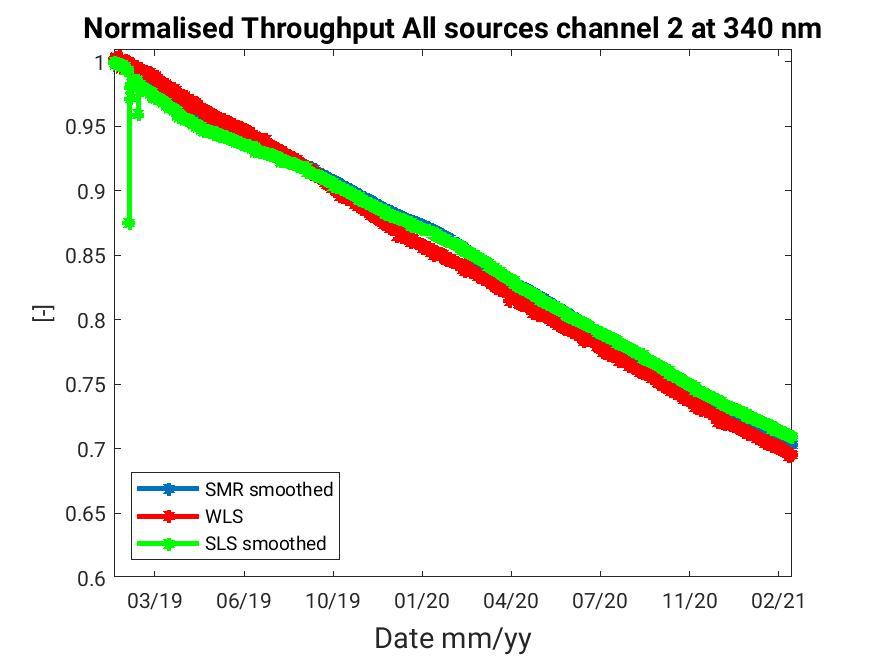 Normalised Throughput All sources channel 2 at 340 nm
1
0.95
0.9
0.85
0.8
0.75
0.7
0.65
0.6
[-]
SMR smoothed
WLS
SLS smoothed
03/19 06/19 10/19 01/20 04/20 07/20 11/20 02/21
Date mm/yy